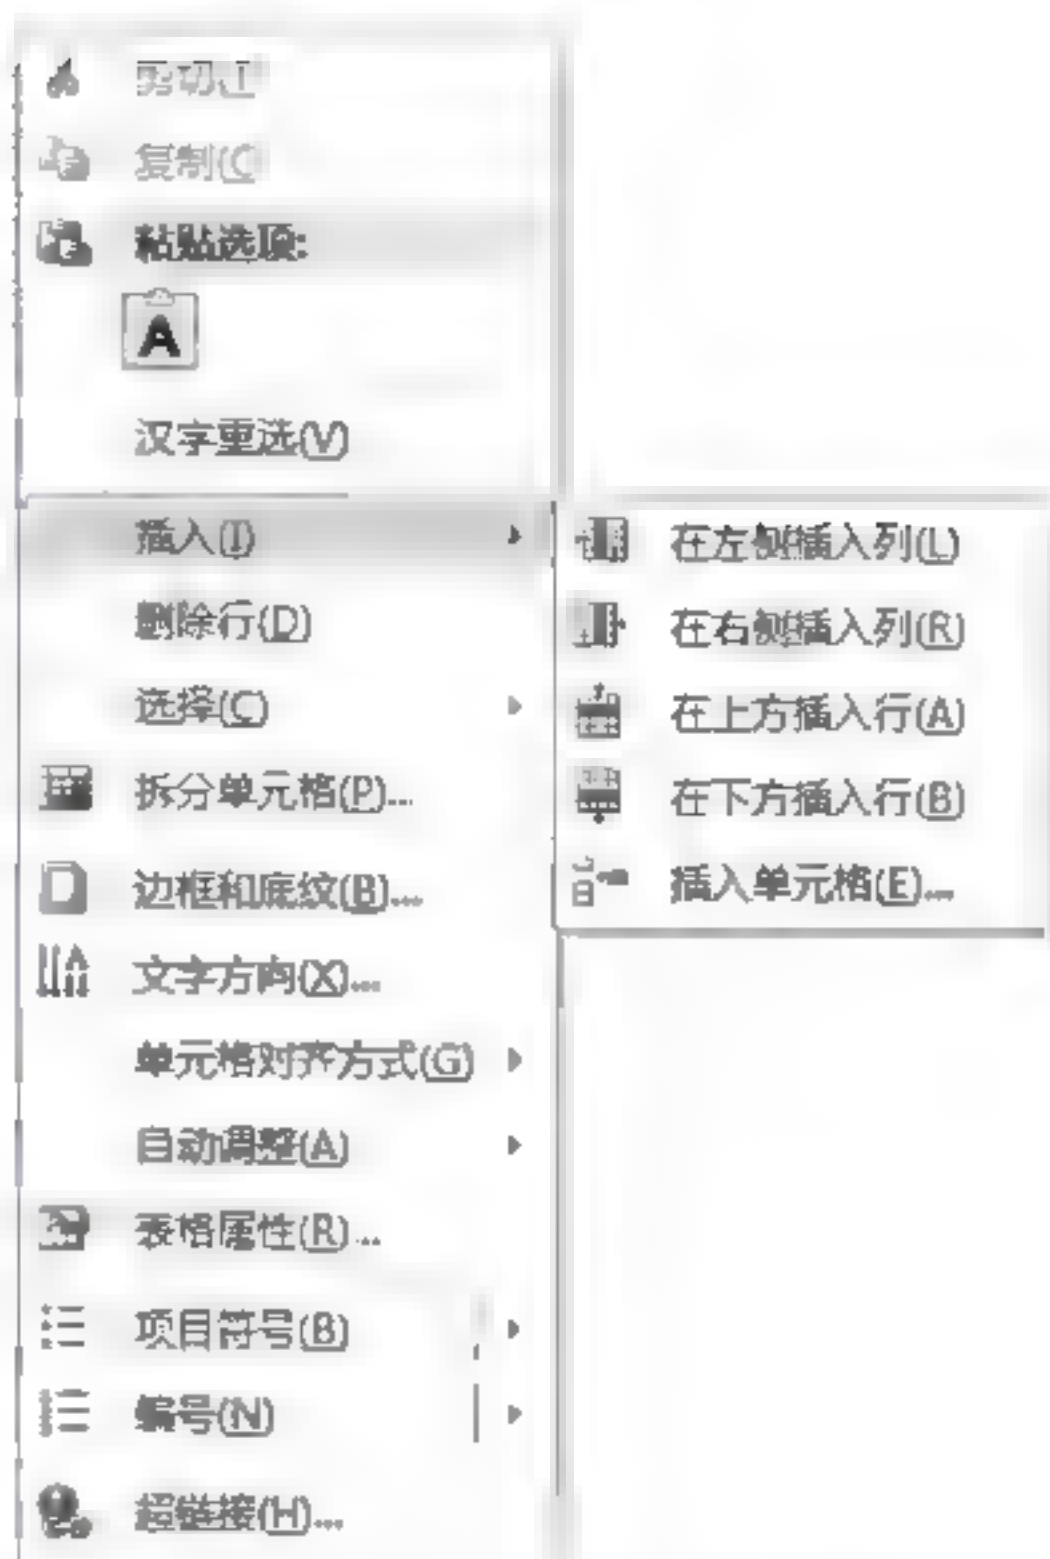 剪切(T
复制(C
粘贴选项:
A
汉字重选(V)
插入(I)
删除行(D)
选择(C)
拆分单元格(P)...
边框和底纹(B)...
文字方向(X)...
单元格对齐方式(G)
自动调整(A)
表格属性(R)...
项目符号(B)
编号(N)
超链接(H)...
在左侧插入列(L)
在右侧插入列(R)
在上方插入行(A)
在下方插入行(B)
插入单元格(E)...